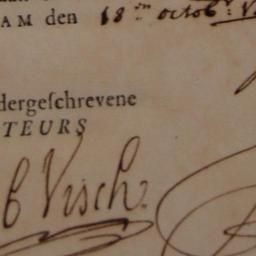 AM den 18 octob:
dergeſchrevene
TEURS
Visch.